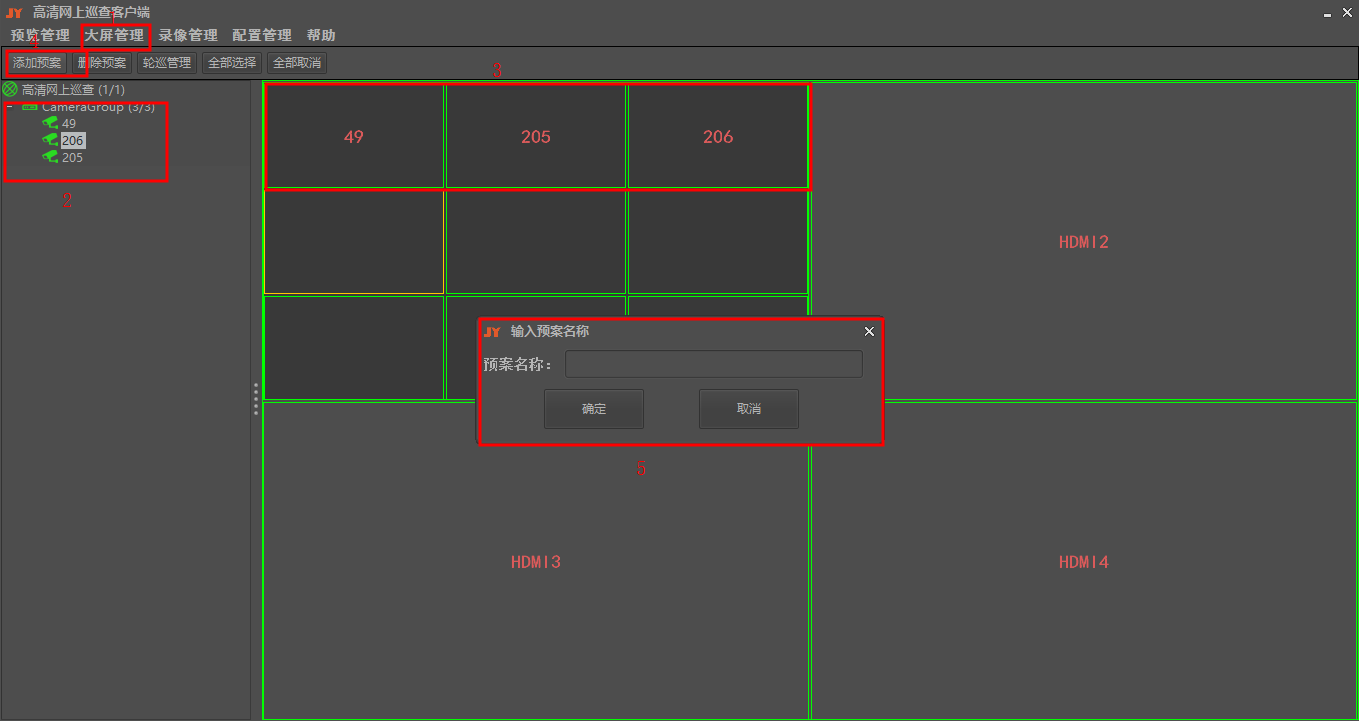 JY 高清网上巡查客户端
预览管理 大屏管理 录像管理 配置管理 帮助
添加预案 删除预案 轮巡管理 全部选择 全部取消
3
高清网上巡查 (1/1)
CameraGroup (3/3)
49
206
205
2
49 205 206
HDMI2
JY 输入预案名称
预案名称：
确定 取消
5
HDMI3 HDMI4